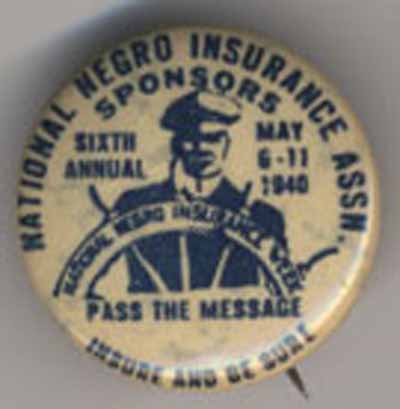 NATIONAL NEGRO INSURANCE ASSN.
SPONSORS
SIXTH
ANNUAL
MAY
6-11
1940
NATIONAL NEGRO INSURANCE WEEK
PASS THE MESSAGE
INSURE AND BE SURE